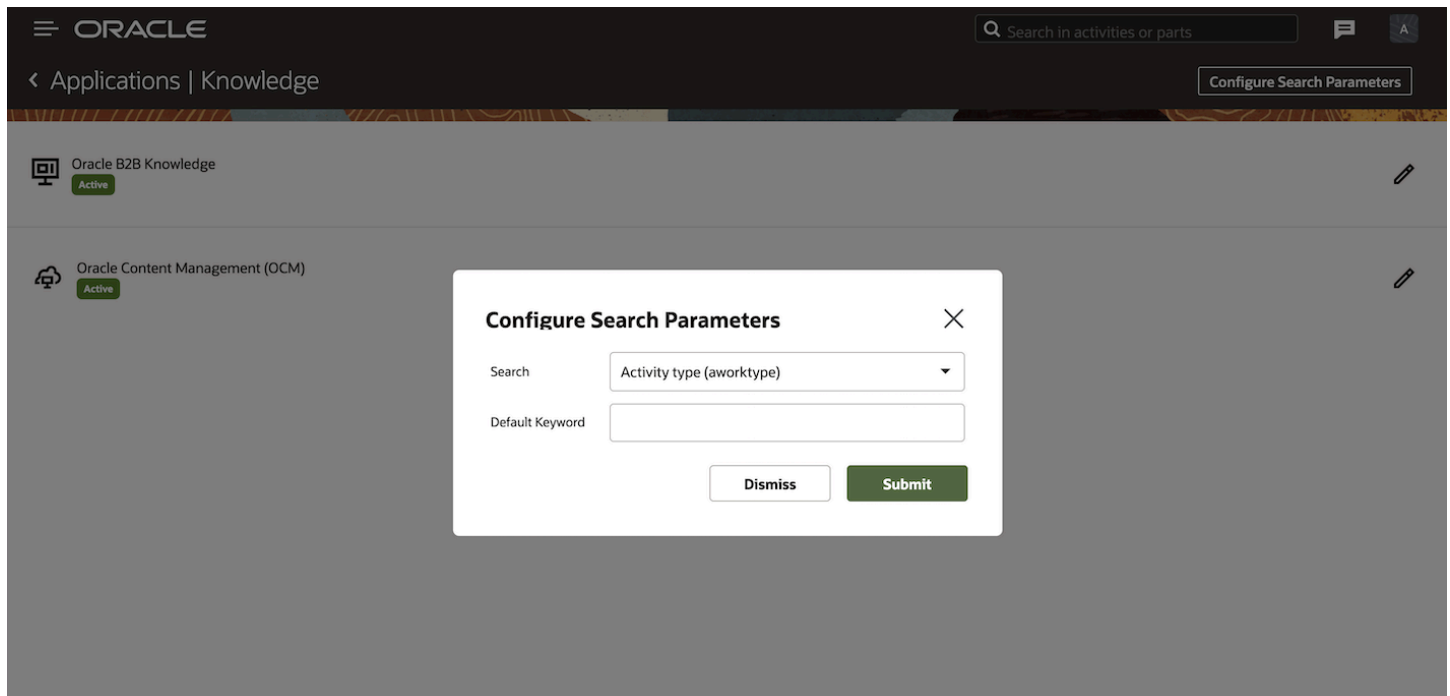 ORACLE
Search in activities or parts
A
Applications | Knowledge
Configure Search Parameters
Oracle B2B Knowledge
Active
Oracle Content Management (OCM)
Active
Configure Search Parameters
Search
Activity type (aworktype)
Default Keyword
Dismiss
Submit